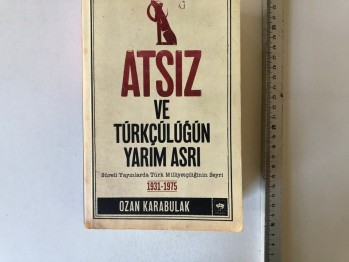 ATSIZ
VE
TÜRKÇÜLÜĞÜN
YARIM ASRI
Süreli Yayınlarda Türk Milliyetçiliğinin Seyri
1931-1975
OZAN KARABULAK